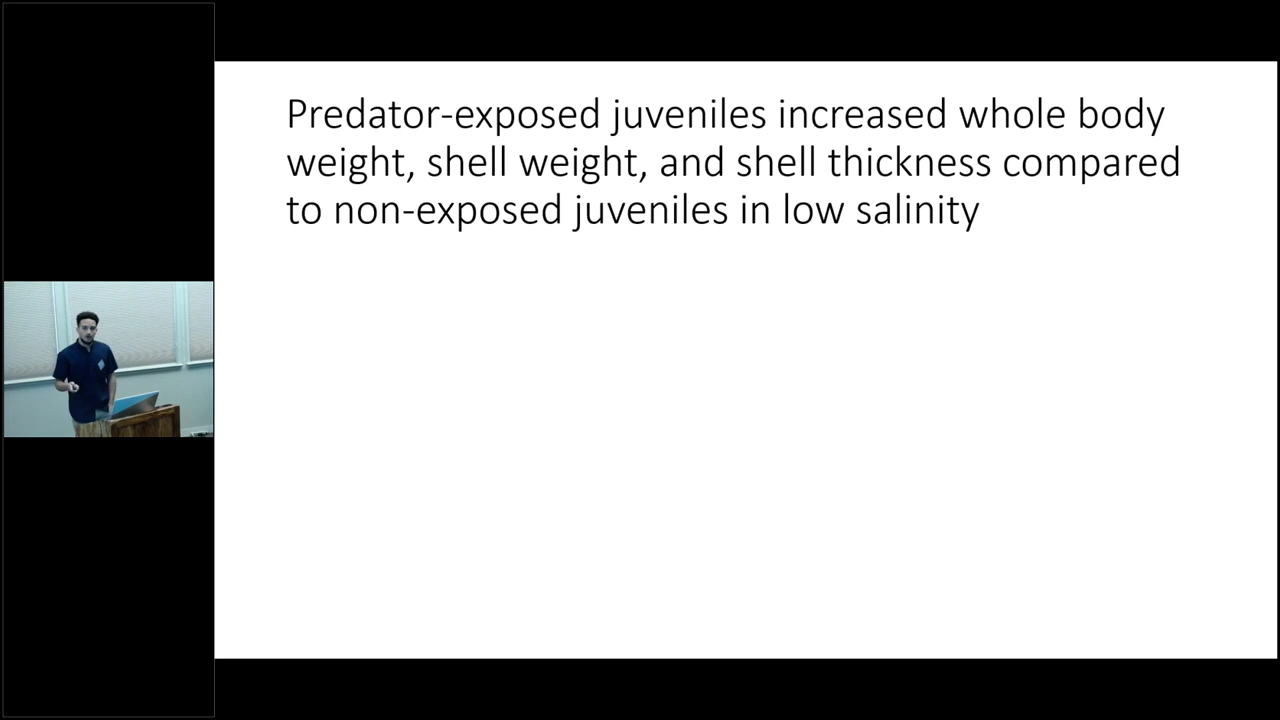 Predator-exposed juveniles increased whole body
weight, shell weight, and shell thickness compared
to non-exposed juveniles in low salinity